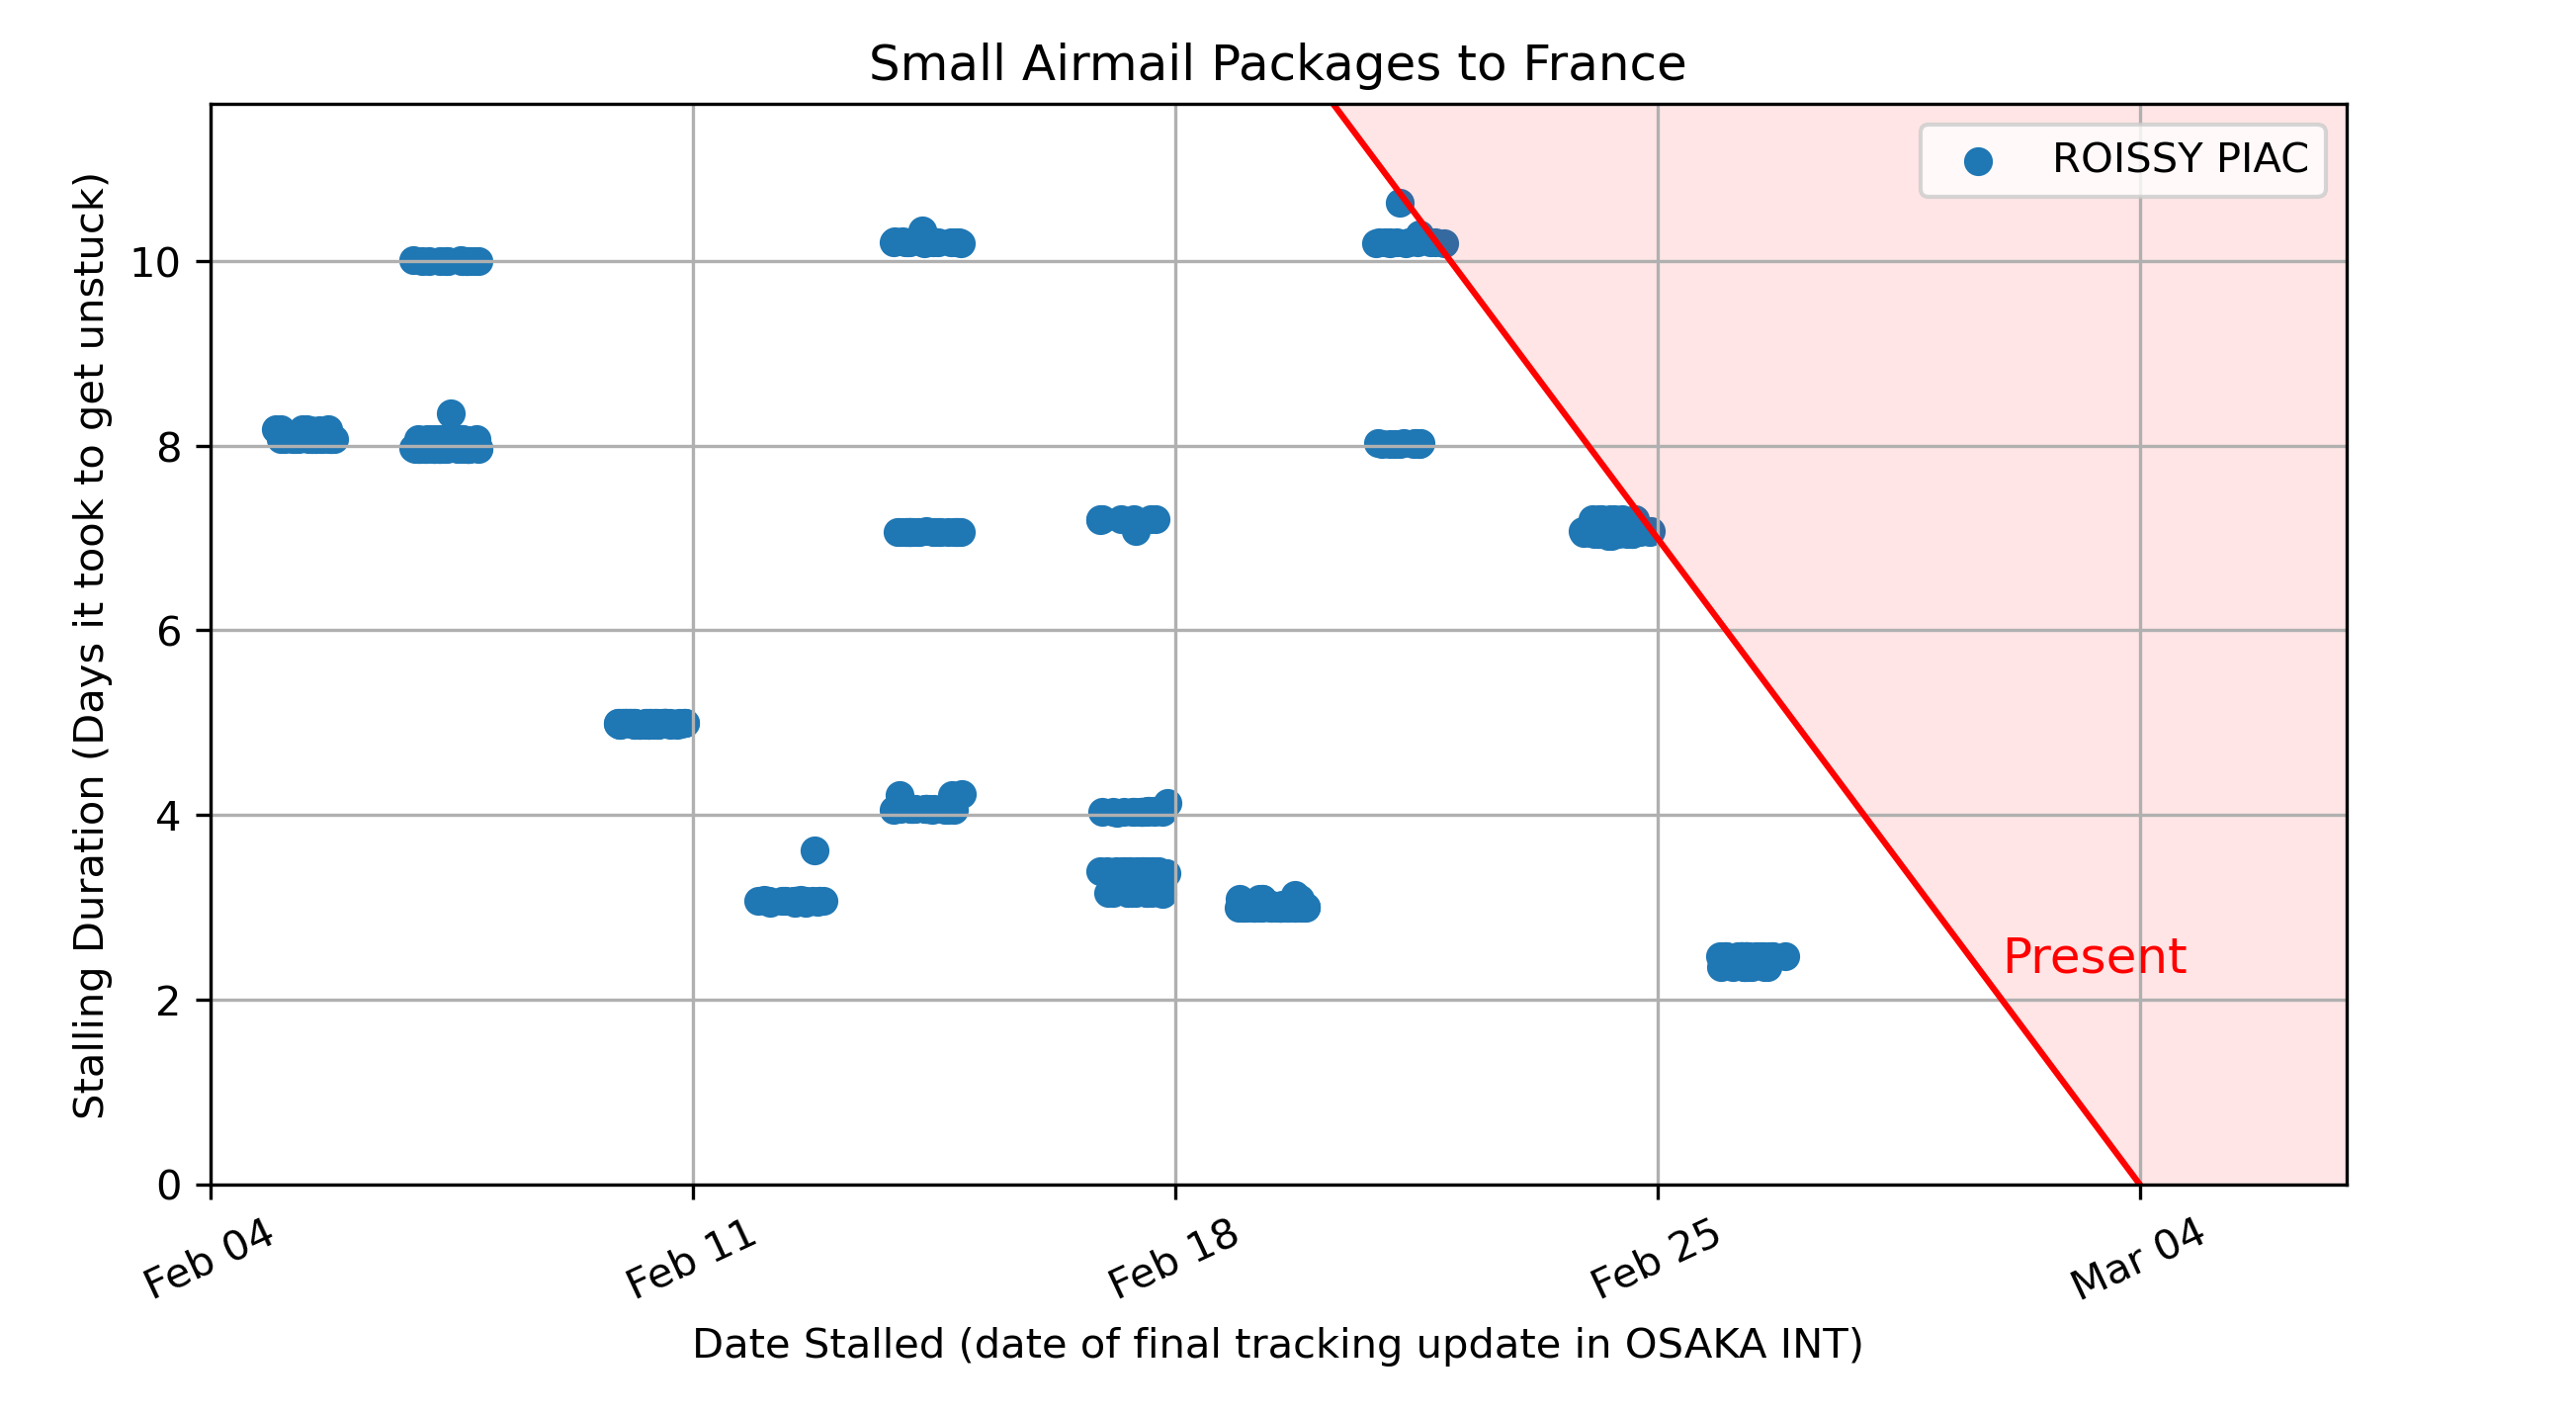 Small Airmail Packages to France
ROISSY PIAC
Stalling Duration (Days it took to get unstuck)
10
8
6
4
2
0
Present
Feb 04
Feb 11
Feb 18
Feb 25
Mar 04
Date Stalled (date of final tracking update in OSAKA INT)